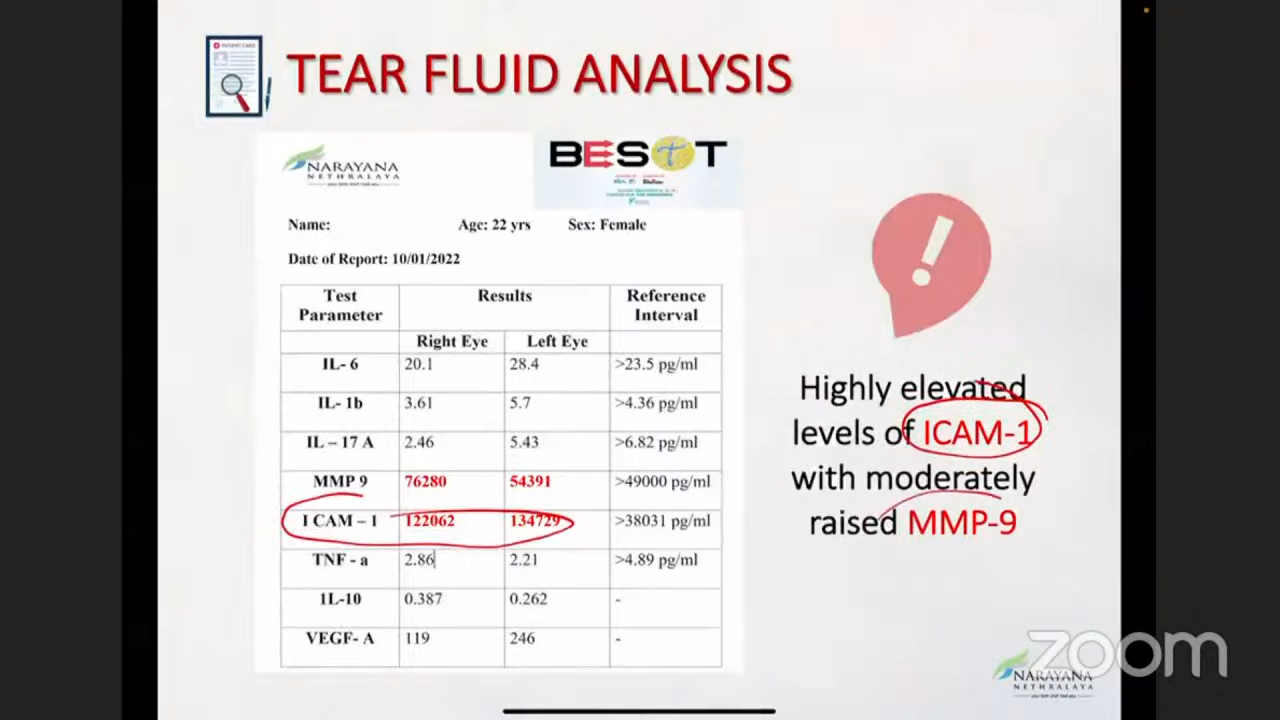 PATIENT CARD
TEAR FLUID ANALYSIS
NARAYANA
NETHRALAYA
BEST
Name: Age: 22 yrs Sex: Female
Date of Report: 10/01/2022
Test Parameter Results Reference Interval
Right Eye Left Eye
IL- 6 20.1 28.4 >23.5 pg/ml
IL- 1b 3.61 5.7 >4.36 pg/ml
IL – 17 A 2.46 5.43 >6.82 pg/ml
MMP 9 76280 54391 >49000 pg/ml
I CAM – 1 122062 134729 >38031 pg/ml
TNF - a 2.86 2.21 >4.89 pg/ml
1L-10 0.387 0.262 -
VEGF- A 119 246 -
Highly elevated
levels of ICAM-1
with moderately
raised MMP-9
zoom
NARAYANA
NETHRALAYA